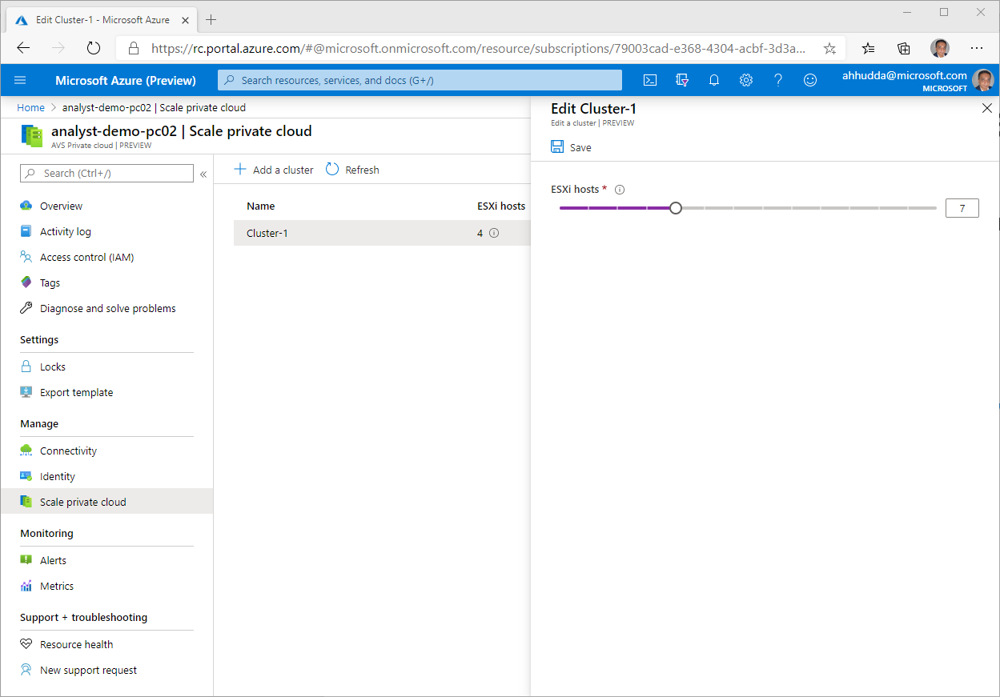 Edit Cluster-1 - Microsoft Azure
https://rc.portal.azure.com/#@microsoft.onmicrosoft.com/resource/subscriptions/79003cad-e368-4304-acbf-3d3a...
Microsoft Azure (Preview)
Search resources, services, and docs (G+/)
ahhudda@microsoft.com
MICROSOFT
Home > analyst-demo-pc02 | Scale private cloud
analyst-demo-pc02 | Scale private cloud
AVS Private cloud | PREVIEW
Search (Ctrl+/)
Overview
Activity log
Access control (IAM)
Tags
Diagnose and solve problems
Settings
Locks
Export template
Manage
Connectivity
Identity
Scale private cloud
Monitoring
Alerts
Metrics
Support + troubleshooting
Resource health
New support request
Add a cluster Refresh
Name ESXi hosts
Cluster-1 4
Edit Cluster-1
Edit a cluster | PREVIEW
Save
ESXi hosts *
7